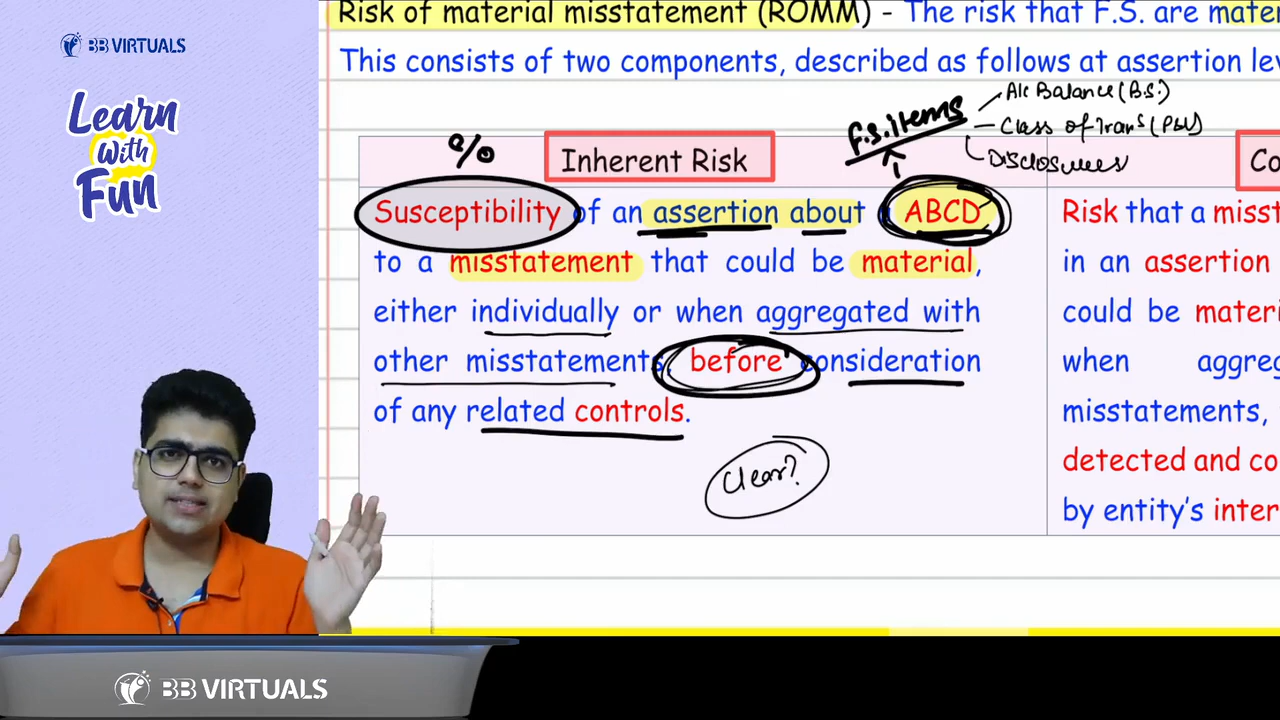 BB VIRTUALS
Learn
with
Fun
Risk of material misstatement (ROMM) - The risk that F.S. are mater
This consists of two components, described as follows at assertion lev
F.S. items
A/c Balance (B.S.)
Class of Trans (P&L)
Disclosures
%
Inherent Risk
Co
Susceptibility of an assertion about a ABCD
to a misstatement that could be material,
either individually or when aggregated with
other misstatements, before consideration
of any related controls.
Clear?
Risk that a misst
in an assertion
could be materi
when aggreg
misstatements,
detected and co
by entity's inter
BB VIRTUALS